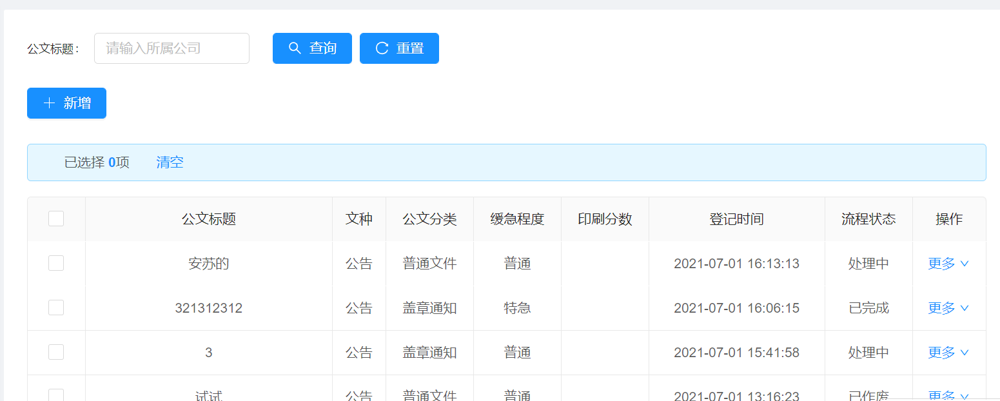 公文标题： 请输入所属公司 查询 重置
新增
已选择 0项 清空
公文标题 文种 公文分类 缓急程度 印刷分数 登记时间 流程状态 操作
安苏的 公告 普通文件 普通 2021-07-01 16:13:13 处理中 更多
321312312 公告 盖章通知 特急 2021-07-01 16:06:15 已完成 更多
3 公告 盖章通知 普通 2021-07-01 15:41:58 处理中 更多
试试 公告 普通文件 普通 2021-07-01 13:16:23 已作废 更多